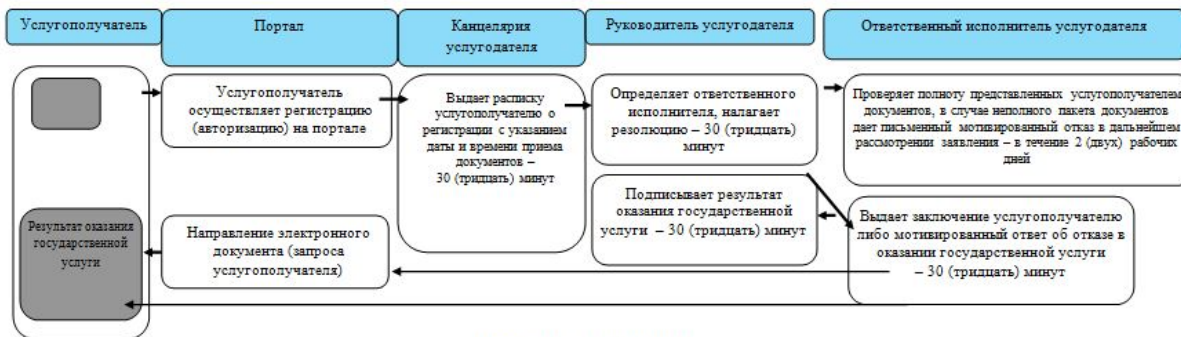 Услугополучатель
Портал
Канцелярия
услугодателя
Руководитель услугодателя
Ответственный исполнитель услугодателя
Услугополучатель
осуществляет регистрацию
(авторизацию) на портале
Выдает расписку
услугополучателю о
регистрации с указанием
даты и времени приема
документов –
30 (тридцать) минут
Определяет ответственного
исполнителя, налагает
резолюцию – 30 (тридцать)
минут
Проверяет полноту представленных услугополучателем
документов, в случае неполного пакета документов
дает письменный мотивированный отказ в дальнейшем
рассмотрении заявления – в течение 2 (двух) рабочих
дней
Результат оказания
государственной
услуги
Направление электронного
документа (запроса
услугополучателя)
Подписывает результат
оказания государственной
услуги – 30 (тридцать) минут
Выдает заключение услугополучателю
либо мотивированный ответ об отказе в
оказании государственной услуги
– 30 (тридцать) минут